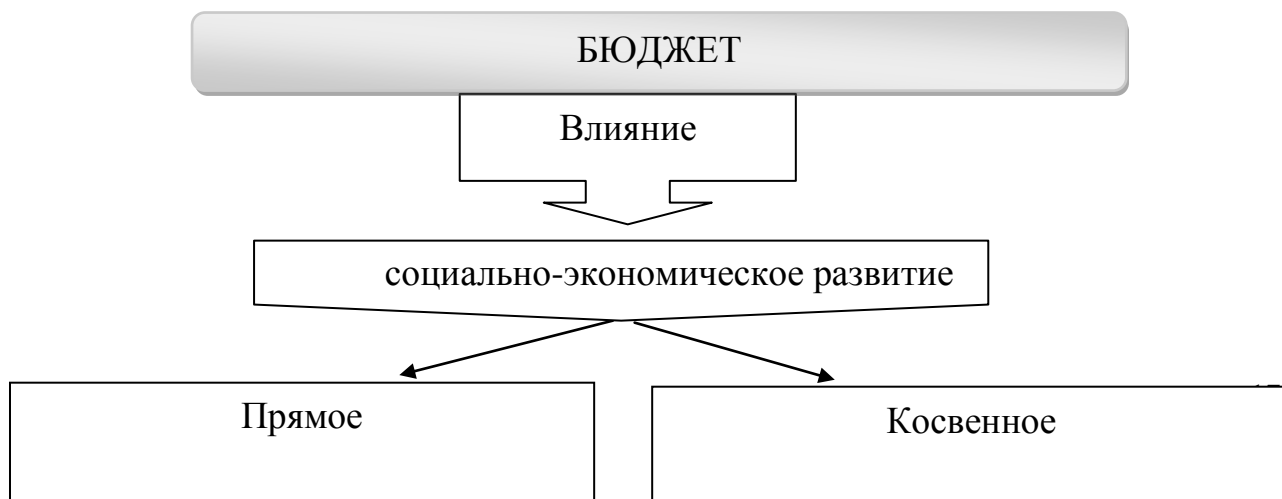 БЮДЖЕТ
Влияние
социально-экономическое развитие
Прямое
Косвенное